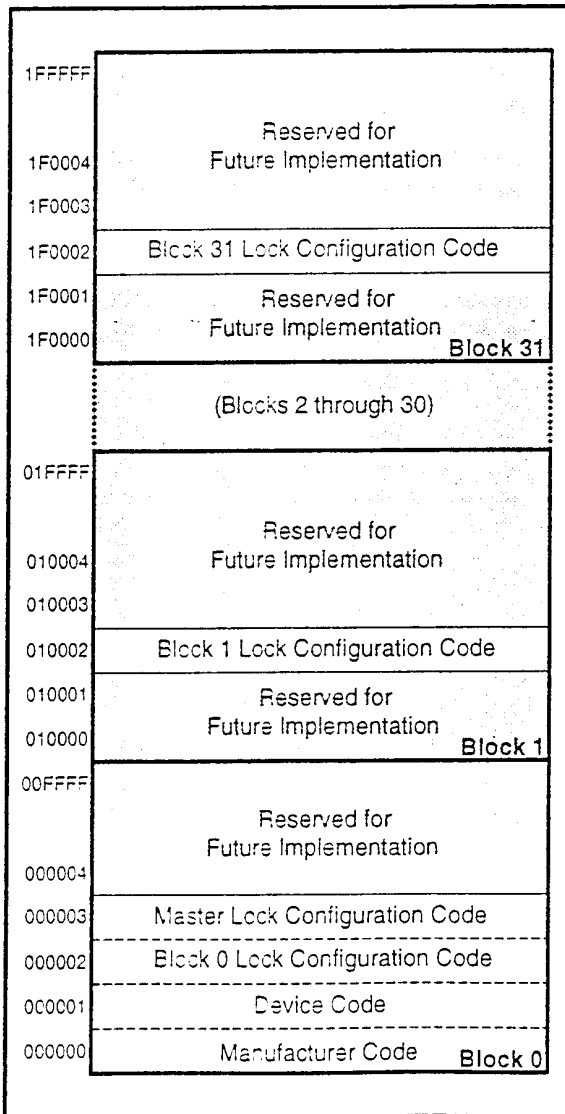 1FFFFF
Reserved for
1F0004 Future Implementation
1F0003
1F0002 Block 31 Lock Configuration Code
1F0001 Reserved for
1F0000 Future Implementation
Block 31
(Blocks 2 through 30)
01FFFF
Reserved for
010004 Future Implementation
010003
010002 Block 1 Lock Configuration Code
010001 Reserved for
010000 Future Implementation
Block 1
00FFFF
Reserved for
Future Implementation
000004
000003 Master Lock Configuration Code
000002 Block 0 Lock Configuration Code
000001 Device Code
000000 Manufacturer Code Block 0